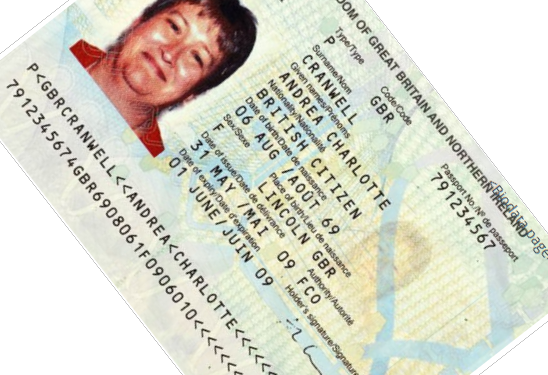 DOM OF GREAT BRITAIN AND NORTHERN IRELAND
Type/Type Code/Code Passport No./Nº de passeport
P GBR 791234567
Surname/Nom
CRANWELL
Given names/Prénoms
ANDREA CHARLOTTE
Nationality/Nationalité
BRITISH CITIZEN
Date of birth/Date de naissance
06 AUG /AOUT 69
Sex/Sexe Place of birth/Lieu de naissance
F LINCOLN GBR
Date of issue/Date de délivrance Authority/Autorité
31 MAY /MAI 09 FCO
Date of expiry/Date d'expiration Holder's signature/Signature
01 JUNE/JUIN 09
P<GBRCRANWELL<<ANDREA<CHARLOTTE<<<<<
7912345674GBR6908061F0906010<<<<<<<